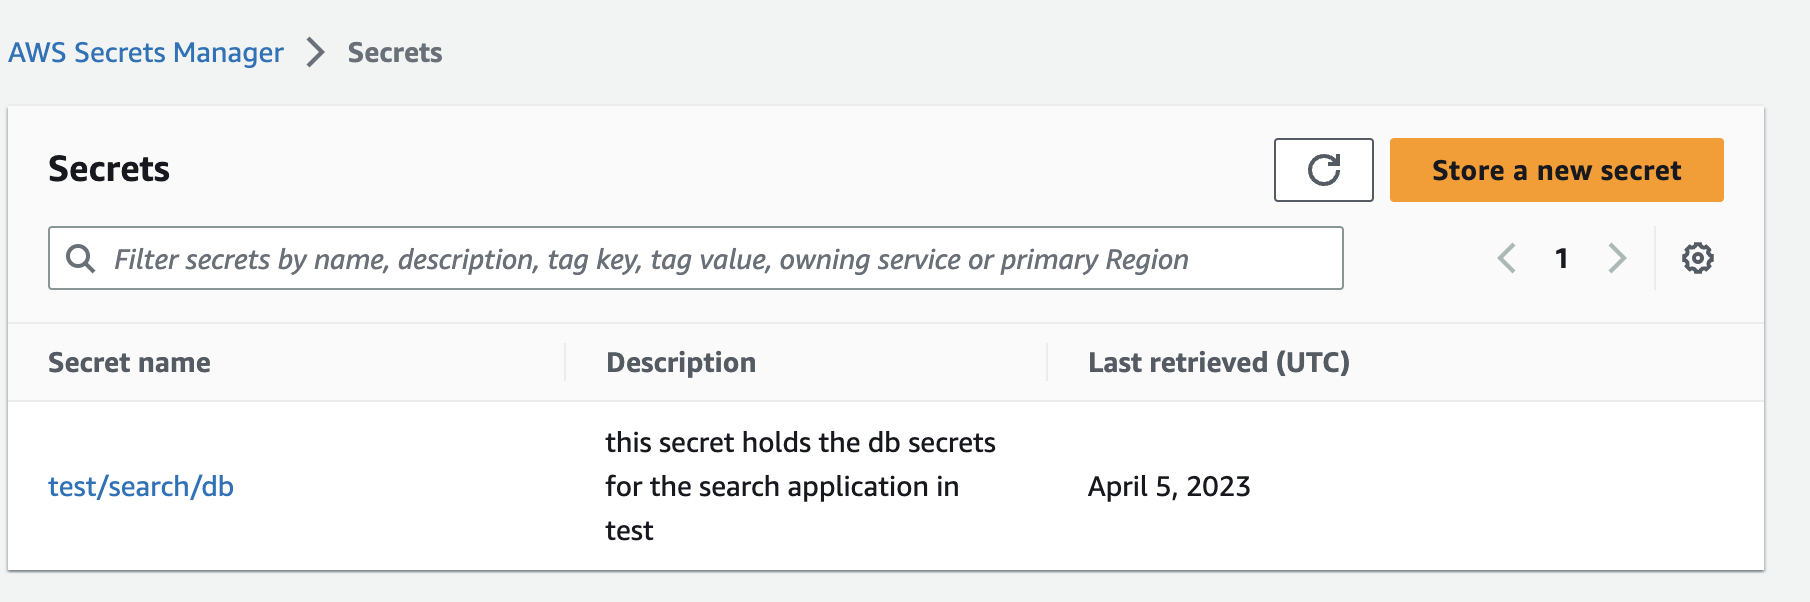 AWS Secrets Manager > Secrets
Secrets
Store a new secret
Filter secrets by name, description, tag key, tag value, owning service or primary Region
1
Secret name Description Last retrieved (UTC)
test/search/db
this secret holds the db secrets
for the search application in
test
April 5, 2023